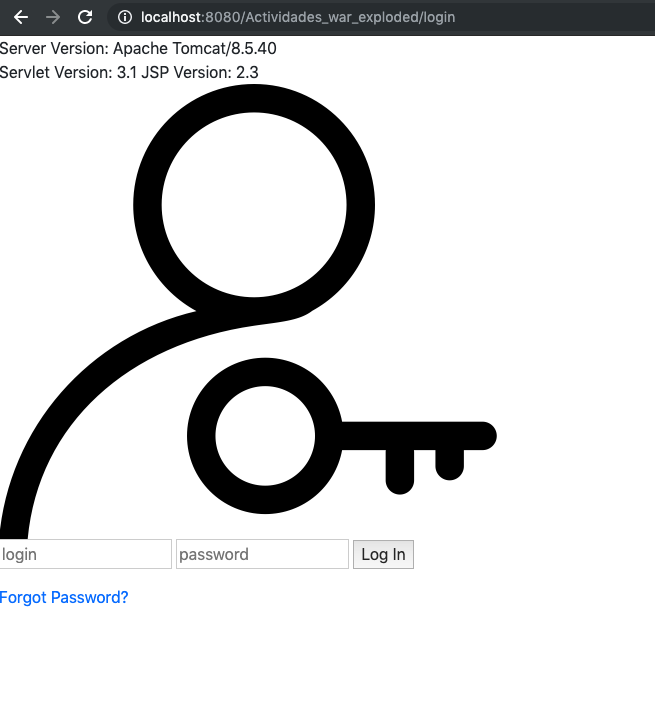 localhost:8080/Actividades_war_exploded/login
Server Version: Apache Tomcat/8.5.40
Servlet Version: 3.1 JSP Version: 2.3
login password Log In
Forgot Password?